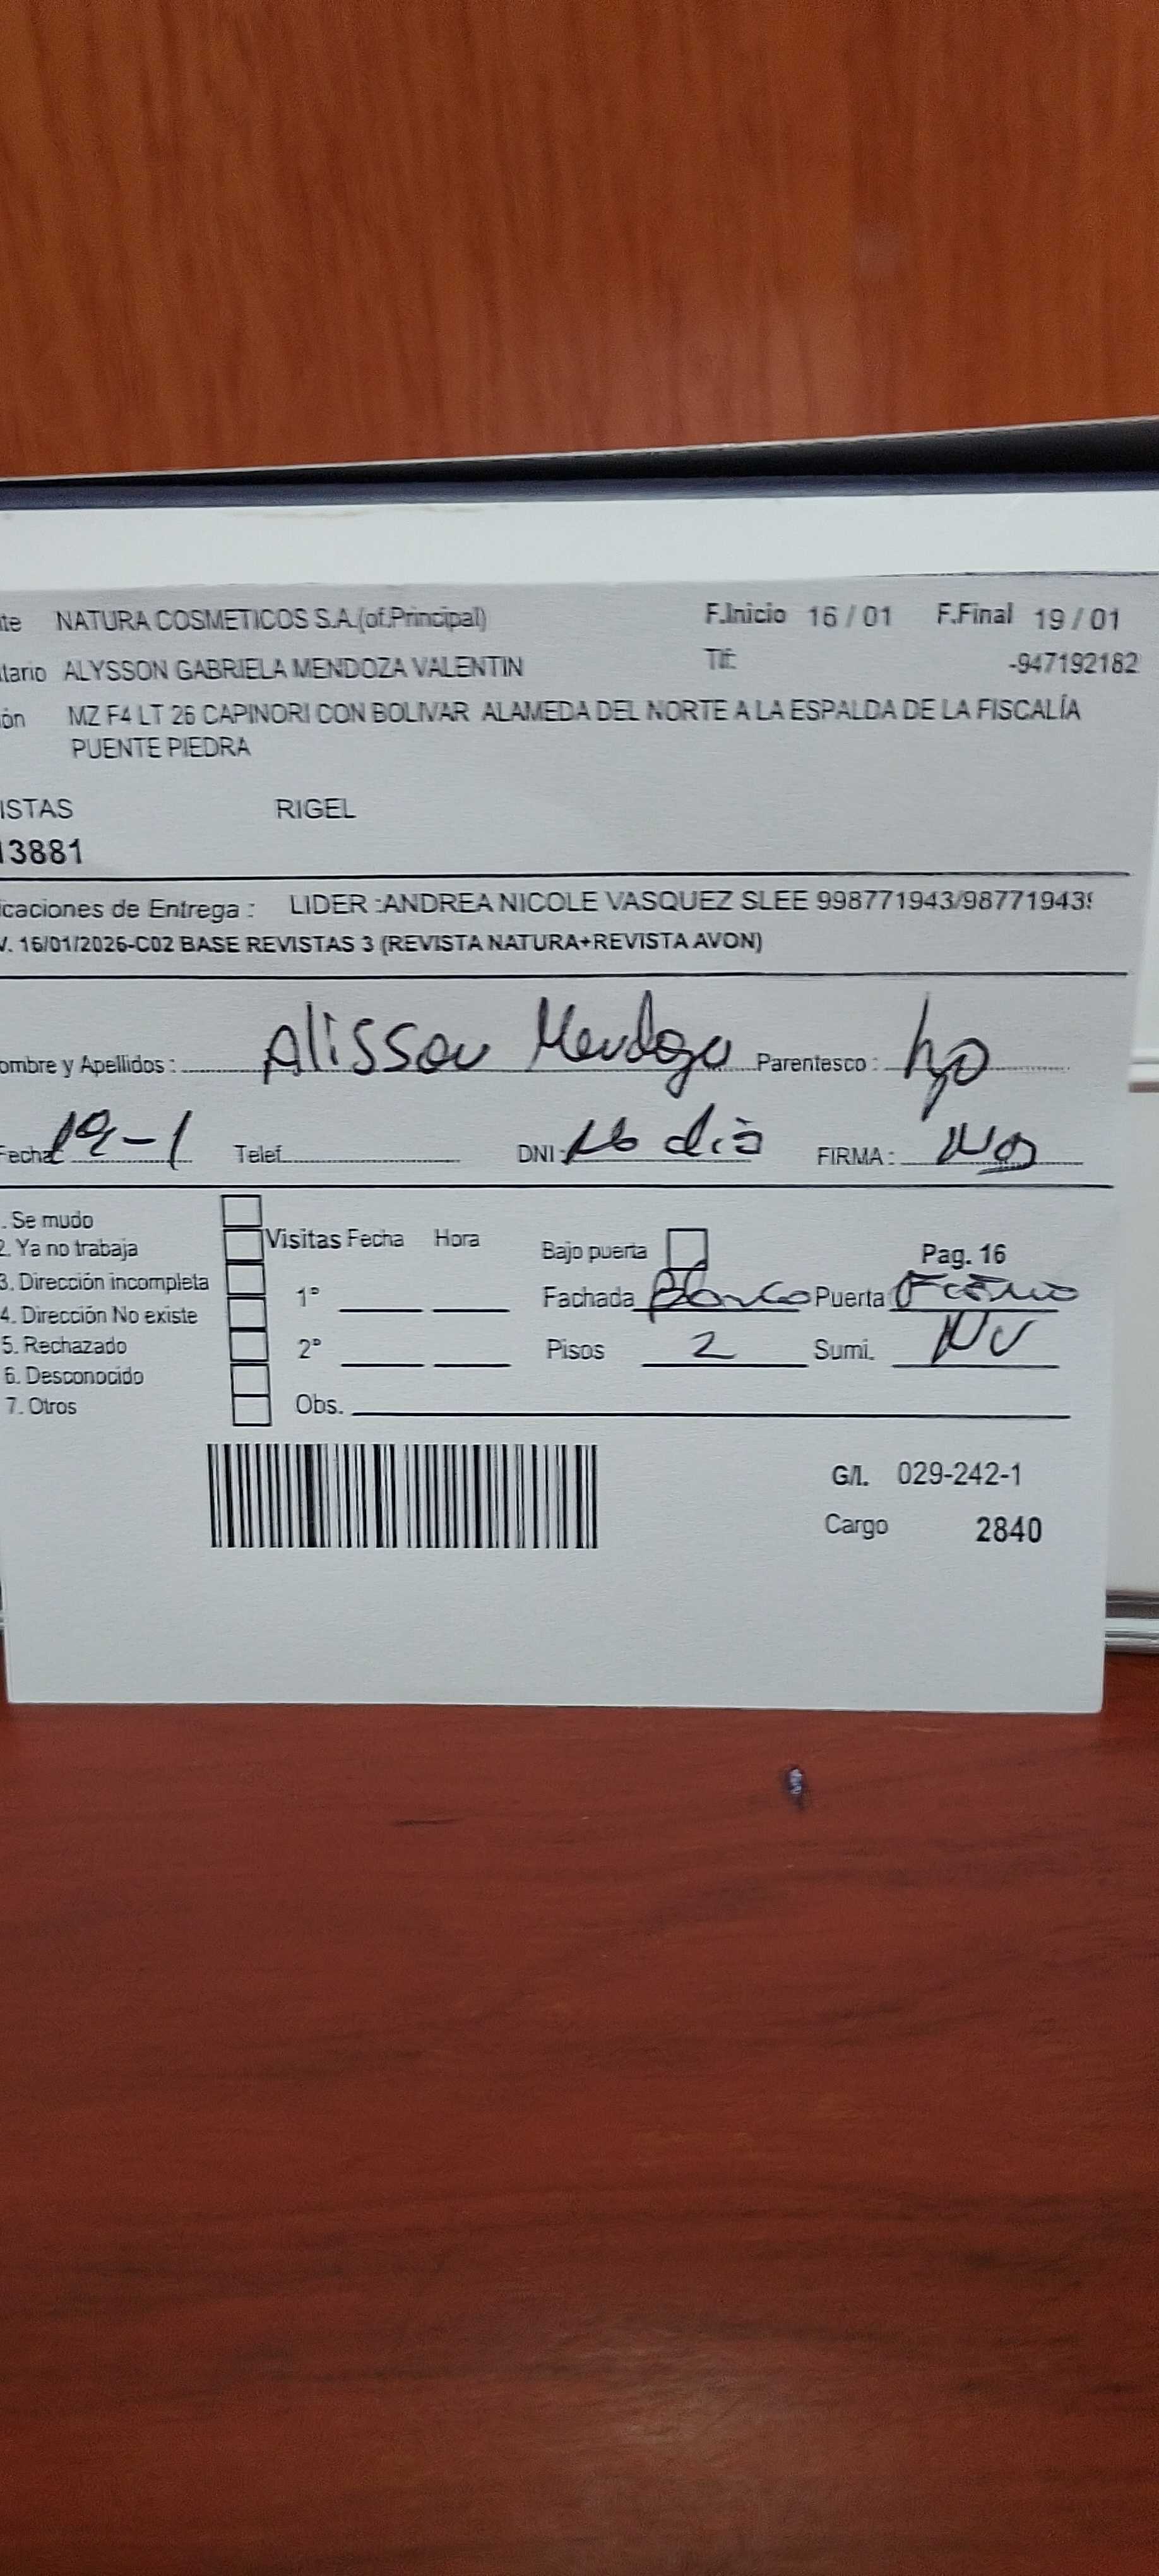 te NATURA COSMETICOS S.A.(of.Principal) F.Inicio 16 / 01 F.Final 19 / 01
tario ALYSSON GABRIELA MENDOZA VALENTIN Tlf: -947192182
ón MZ F4 LT 26 CAPINORI CON BOLIVAR ALAMEDA DEL NORTE A LA ESPALDA DE LA FISCALÍA
PUENTE PIEDRA
ISTAS RIGEL
13881
icaciones de Entrega : LIDER :ANDREA NICOLE VASQUEZ SLEE 998771943/987719439
V. 16/01/2026-C02 BASE REVISTAS 3 (REVISTA NATURA+REVISTA AVON)
ombre y Apellidos : Alisson Mendoza Parentesco :
Fecha 19-1 Telef. DNI: No dio FIRMA :
. Se mudo
2. Ya no trabaja Visitas Fecha Hora Bajo puerta Pag. 16
3. Dirección incompleta 1° Fachada Blanco Puerta
4. Dirección No existe
5. Rechazado 2° Pisos 2 Sumi.
6. Desconocido
7. Otros Obs.
G/L 029-242-1
Cargo 2840